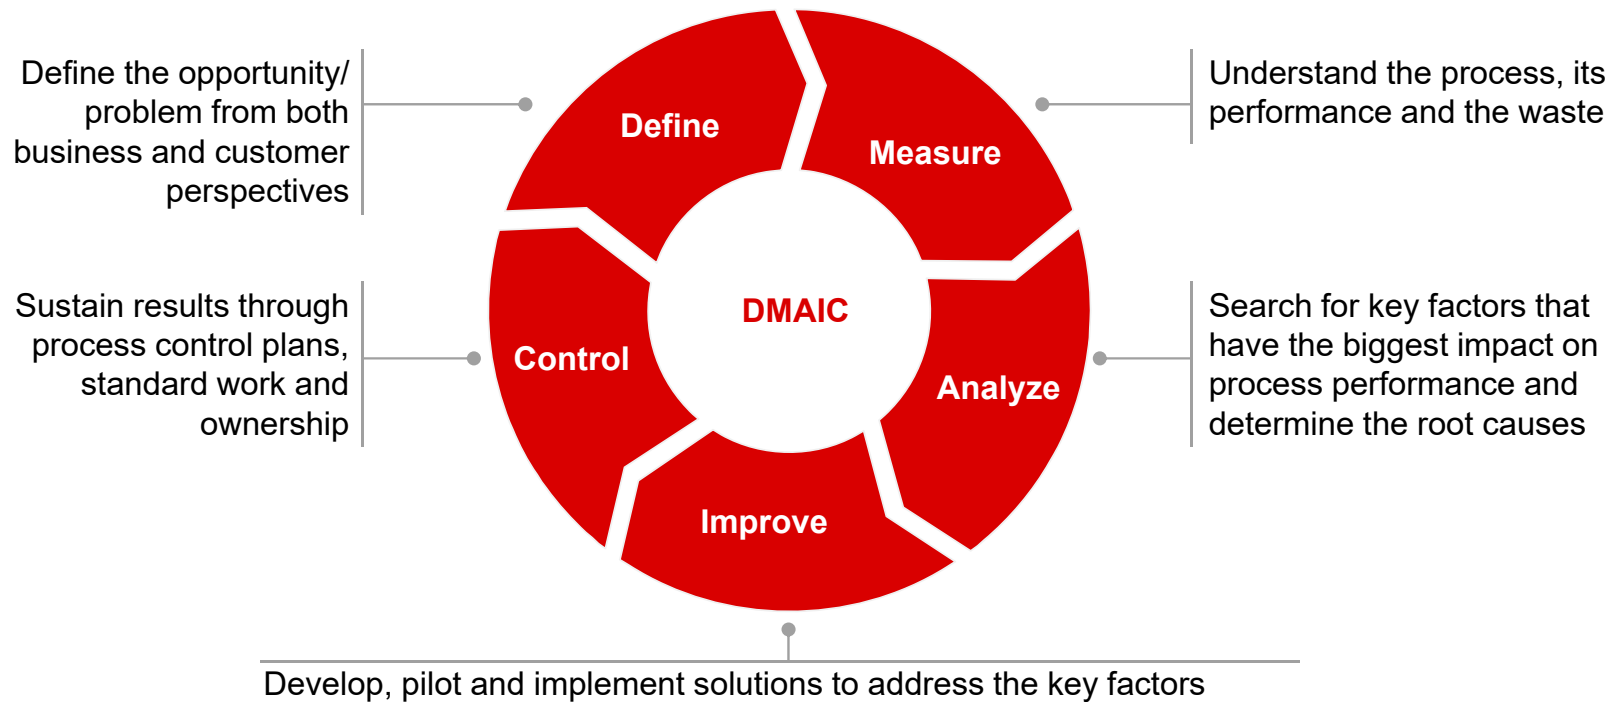 Define the opportunity/
problem from both
business and customer
perspectives
Define
Measure
Understand the process, its
performance and the waste
Sustain results through
process control plans,
standard work and
ownership
Control
DMAIC
Analyze
Search for key factors that
have the biggest impact on
process performance and
determine the root causes
Improve
Develop, pilot and implement solutions to address the key factors